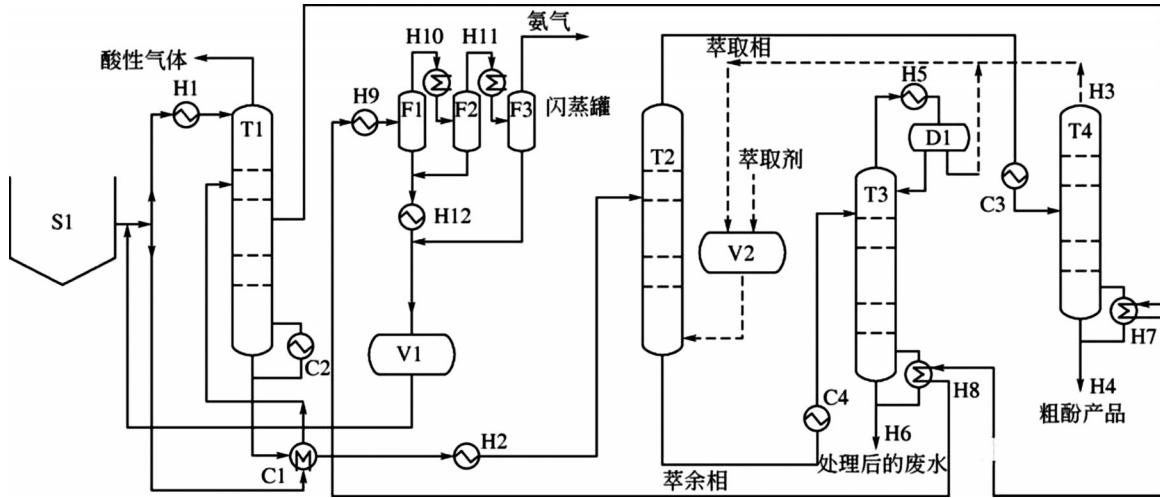 氨气
酸性气体
H10
H11
萃取相
H1
H9
H5
H3
F1
F2
F3
闪蒸罐
T1
D1
T4
T2
萃取剂
T3
C3
S1
H12
V2
V1
C2
H7
C4
H8
H4
粗酚产品
H2
H6
C1
处理后的废水
萃余相